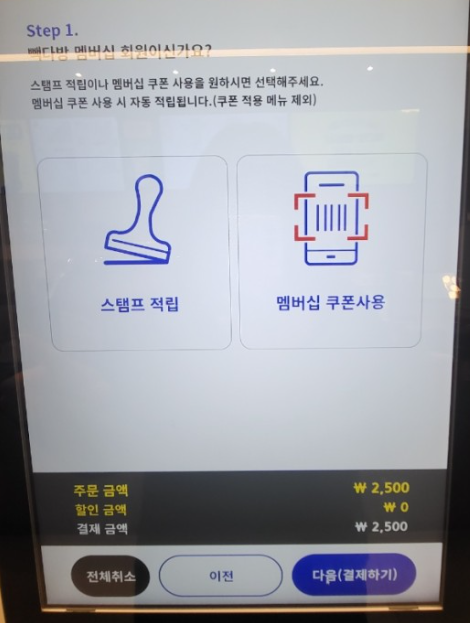 Step 1.
빽다방 멤버십 회원이신가요?
스탬프 적립이나 멤버십 쿠폰 사용을 원하시면 선택해주세요.
멤버십 쿠폰 사용 시 자동 적립됩니다.(쿠폰 적용 메뉴 제외)
스탬프 적립
멤버십 쿠폰사용
주문 금액 ₩ 2,500
할인 금액 ₩ 0
결제 금액 ₩ 2,500
전체취소 이전 다음(결제하기)